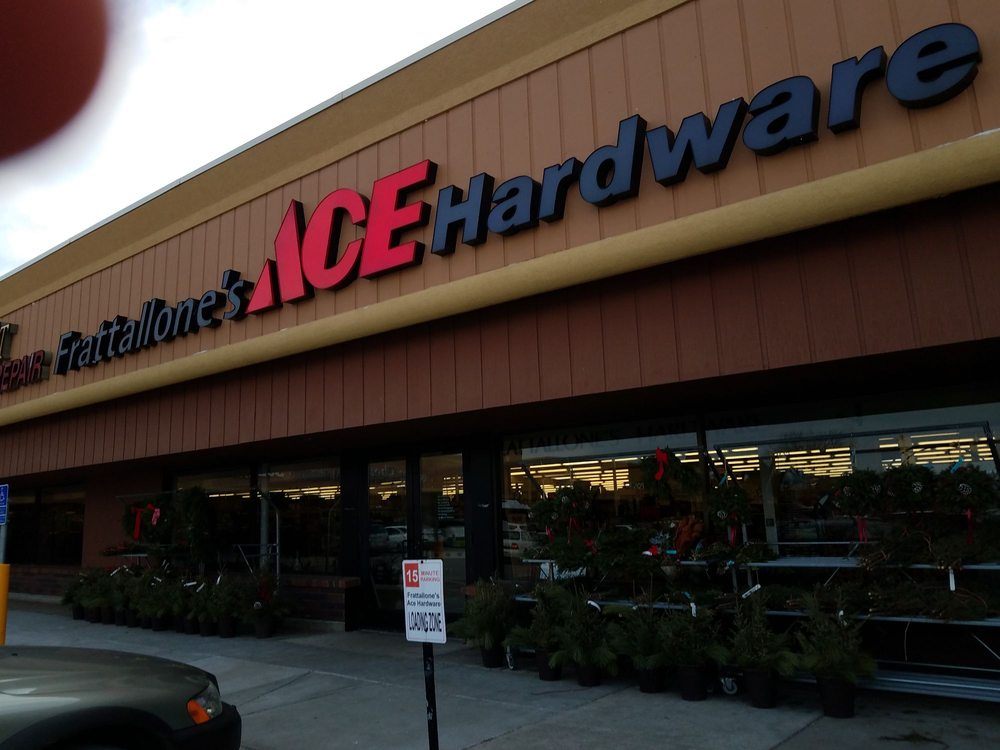 REPAIR
Frattallone's ACE Hardware
15 MINUTE
PARKING!
Frattallone's
Ace Hardware
LOADING ZONE